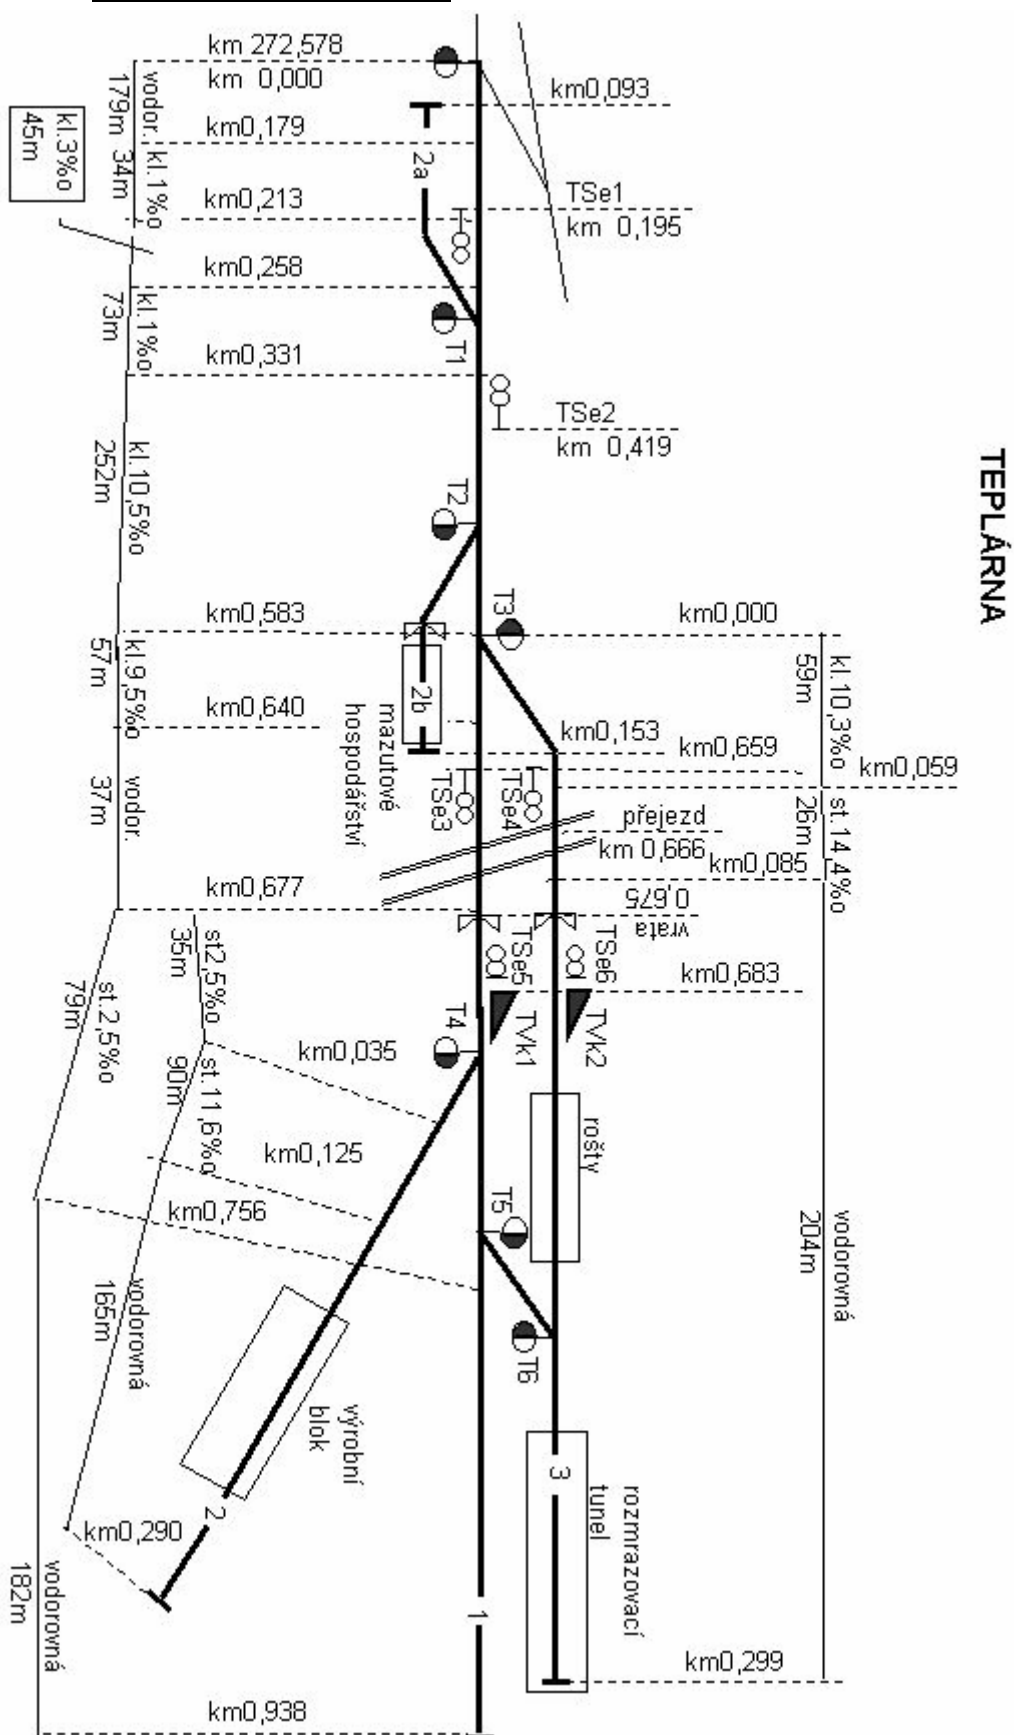 TEPLÁRNA
km 272,578
km 0,000
km0,093
vodor.
179m
kl.1%o
34m
kl.3%o
45m
km0,179
2a
TSe1
km 0,195
km0,213
km0,258
kl.1%o
73m
T1
km0,331
TSe2
km 0,419
kl.10,5%o
252m
T2
km0,583
T3
km0,000
kl.10,3%o
59m
kl.9,5%o
57m
2b
km0,640
mazutové
hospodářství
km0,153
km0,659
km0,059
vodor.
37m
TSe3
TSe4
st.14,4%o
26m
přejezd
km 0,666
km0,085
km0,677
0,675
vrata
st2,5%o
35m
TSe5
TSe6
km0,683
st.2,5%o
79m
T4
TVk1
TVk2
km0,035
st.11,6%o
90m
rošty
km0,125
T5
km0,756
vodorovná
204m
vodorovná
165m
T6
výrobní
blok
3
rozmrazovací
tunel
2
km0,290
vodorovná
182m
1
km0,299
km0,938